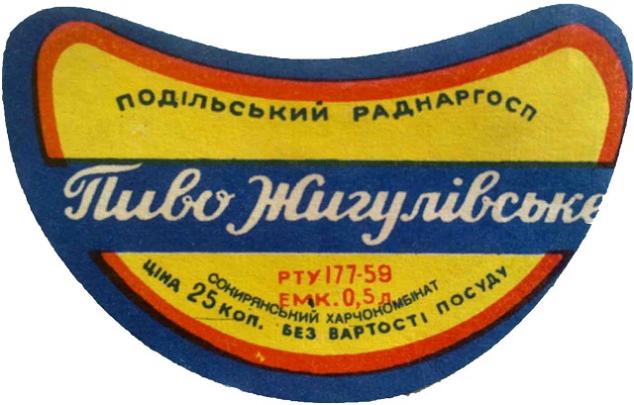 ПОДІЛЬСЬКИЙ РАДНАРГОСП
Пиво Жигулівське
РТУ 177-59
СОКИРЯНСЬКИЙ ХАРЧОКОМБІНАТ
ЕМК. 0,5 л
ЦІНА 25 КОП. БЕЗ ВАРТОСТІ ПОСУДУ